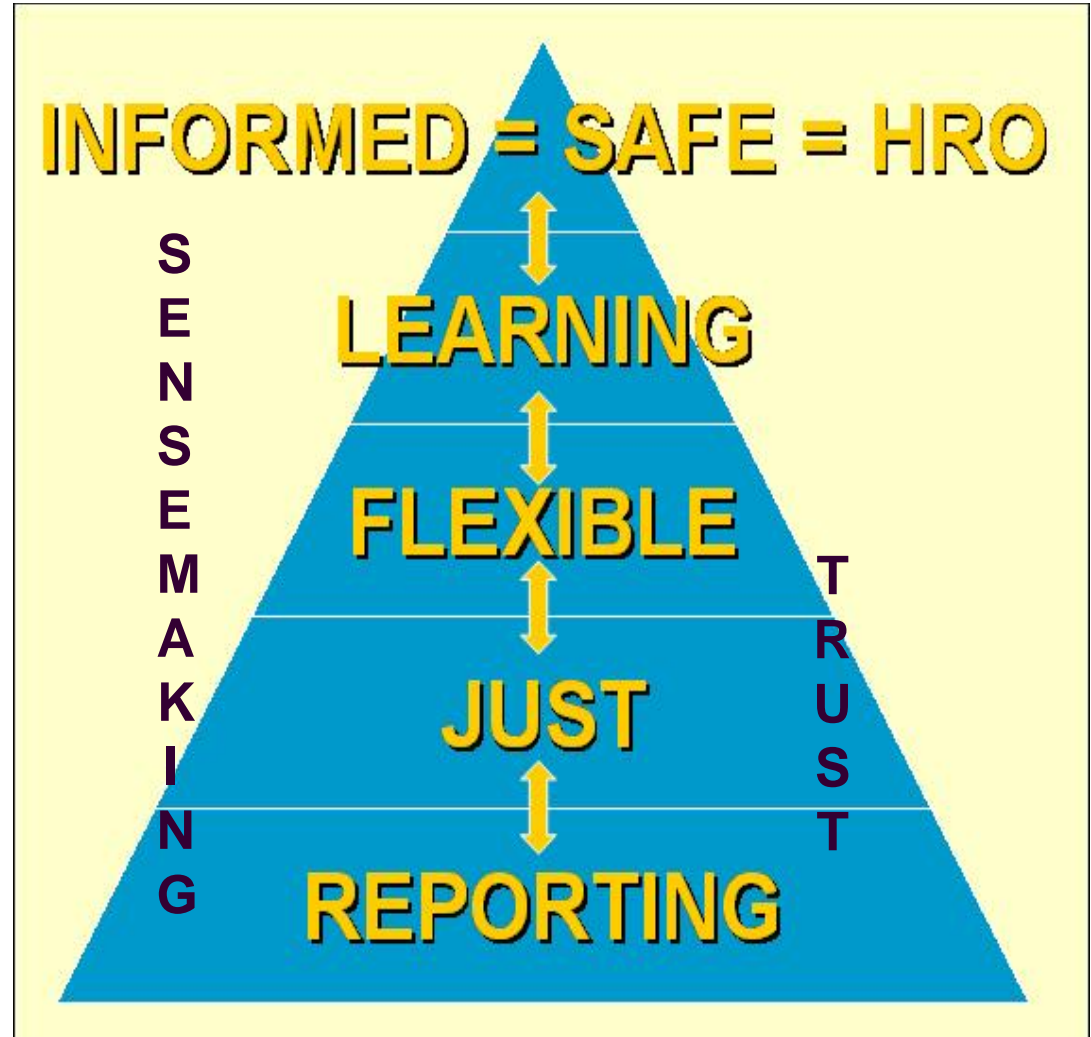 INFORMED = SAFE = HRO
SENSEMAKING
LEARNING
FLEXIBLE
TRUST
JUST
REPORTING